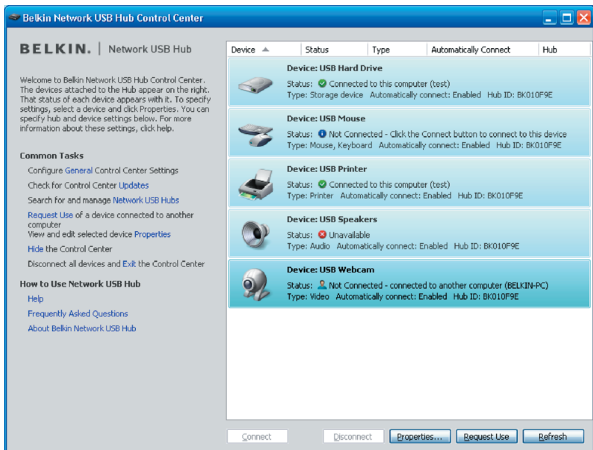 Belkin Network USB Hub Control Center
BELKIN. | Network USB Hub
Welcome to Belkin Network USB Hub Control Center.
The devices attached to the Hub appear on the right.
That status of each device appears with it. To specify
settings, select a device and click Properties. You can
specify hub and device settings below. For more
information about these settings, click help.
Common Tasks
Configure General Control Center Settings
Check for Control Center Updates
Search for and manage Network USB Hubs
Request Use of a device connected to another
computer
View and edit selected device Properties
Hide the Control Center
Disconnect all devices and Exit the Control Center
How to Use Network USB Hub
Help
Frequently Asked Questions
About Belkin Network USB Hub
Device Status Type Automatically Connect Hub
Device: USB Hard Drive
Status: Connected to this computer (test)
Type: Storage device Automatically connect: Enabled Hub ID: BK010F9E
Device: USB Mouse
Status: Not Connected - Click the Connect button to connect to this device
Type: Mouse, Keyboard Automatically connect: Enabled Hub ID: BK010F9E
Device: USB Printer
Status: Connected to this computer (test)
Type: Printer Automatically connect: Enabled Hub ID: BK010F9E
Device: USB Speakers
Status: Unavailable
Type: Audio Automatically connect: Enabled Hub ID: BK010F9E
Device: USB Webcam
Status: Not Connected - connected to another computer (BELKIN-PC)
Type: Video Automatically connect: Enabled Hub ID: BK010F9E
Connect Disconnect Properties... Request Use Refresh